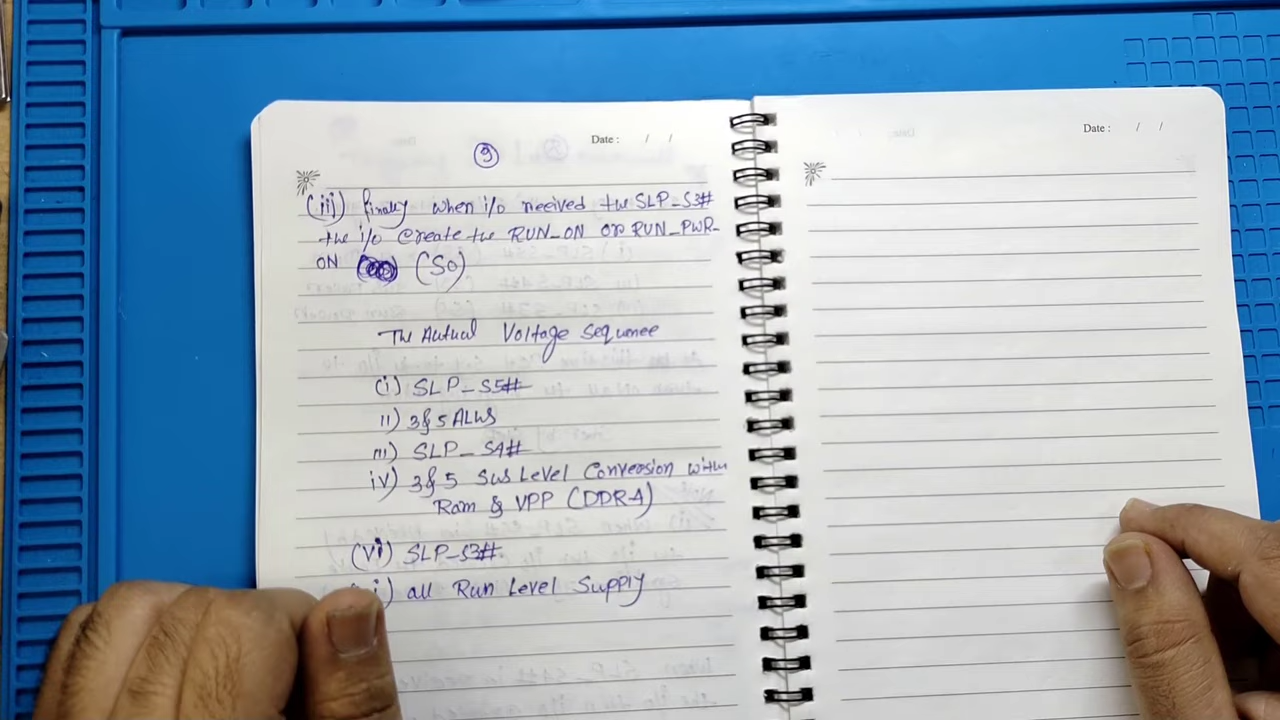 Date : / /
9
(ii) finally when i/o received the SLP_S3#
the i/o create the RUN_ON or RUN_PWR_
ON (S0)
The Actual Voltage Sequence
(i) SLP_S5#
ii) 3&5 ALWS
iii) SLP_S4#
iv) 3&5 Sus Level Conversion with
Ram & VPP (DDR4)
(vi) SLP_S3#
i) all Run Level Supply
Date : / /